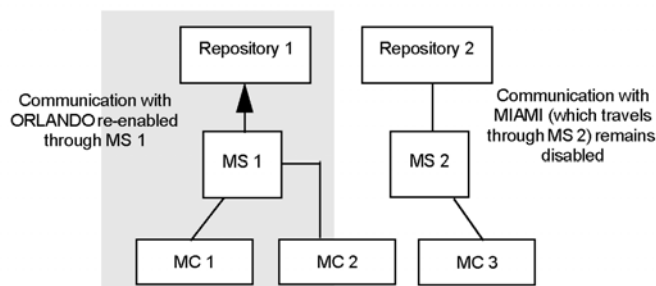 Repository 1
Repository 2
Communication with
ORLANDO re-enabled
through MS 1
Communication with
MIAMI (which travels
through MS 2) remains
disabled
MS 1
MS 2
MC 1
MC 2
MC 3